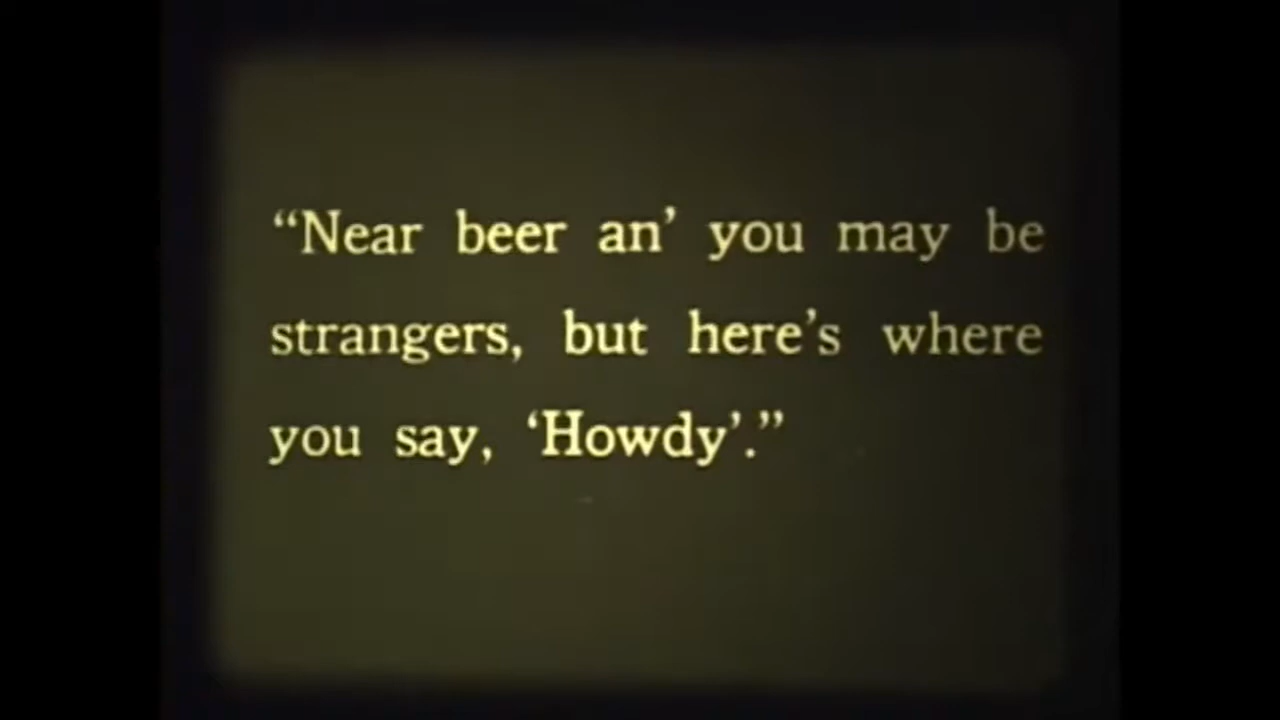 “Near beer an’ you may be
strangers, but here’s where
you say, ‘Howdy’.”